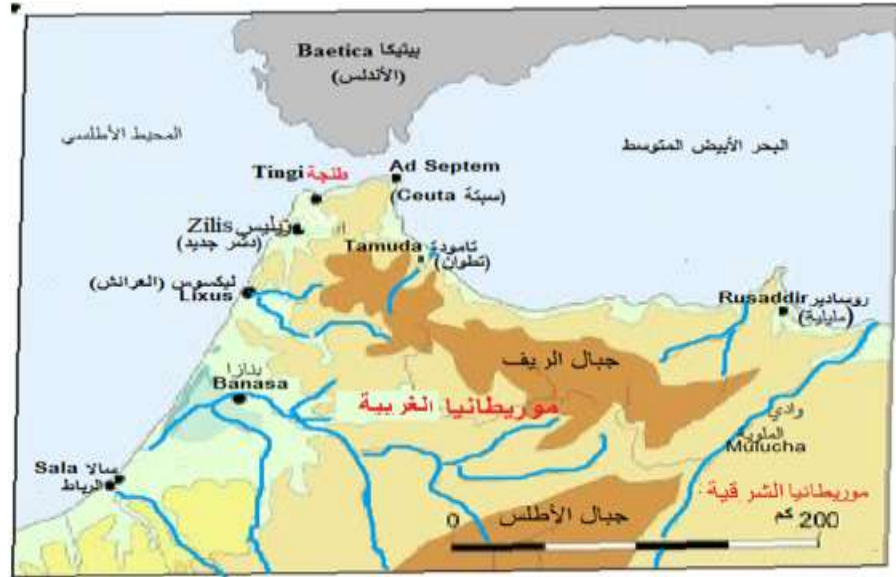 Baetica بيتيكا
(الأندلس)
المحيط الأطلسي
البحر الأبيض المتوسط
Tingi طنجة
Ad Septem
(Ceuta سبتة)
Zilis زيليس
(دشر جديد)
Tamuda تامودة
(تطوان)
ليكسوس (العرائش)
Lixus
Rusaddir روسادير
(مليلية)
جبال الريف
بنازا
Banasa
موريطانيا الغربية
وادي
الملوية
Mulucha
Sala سالا
الرباط
موريطانيا الشرقية
جبال الأطلس
0 كم 200